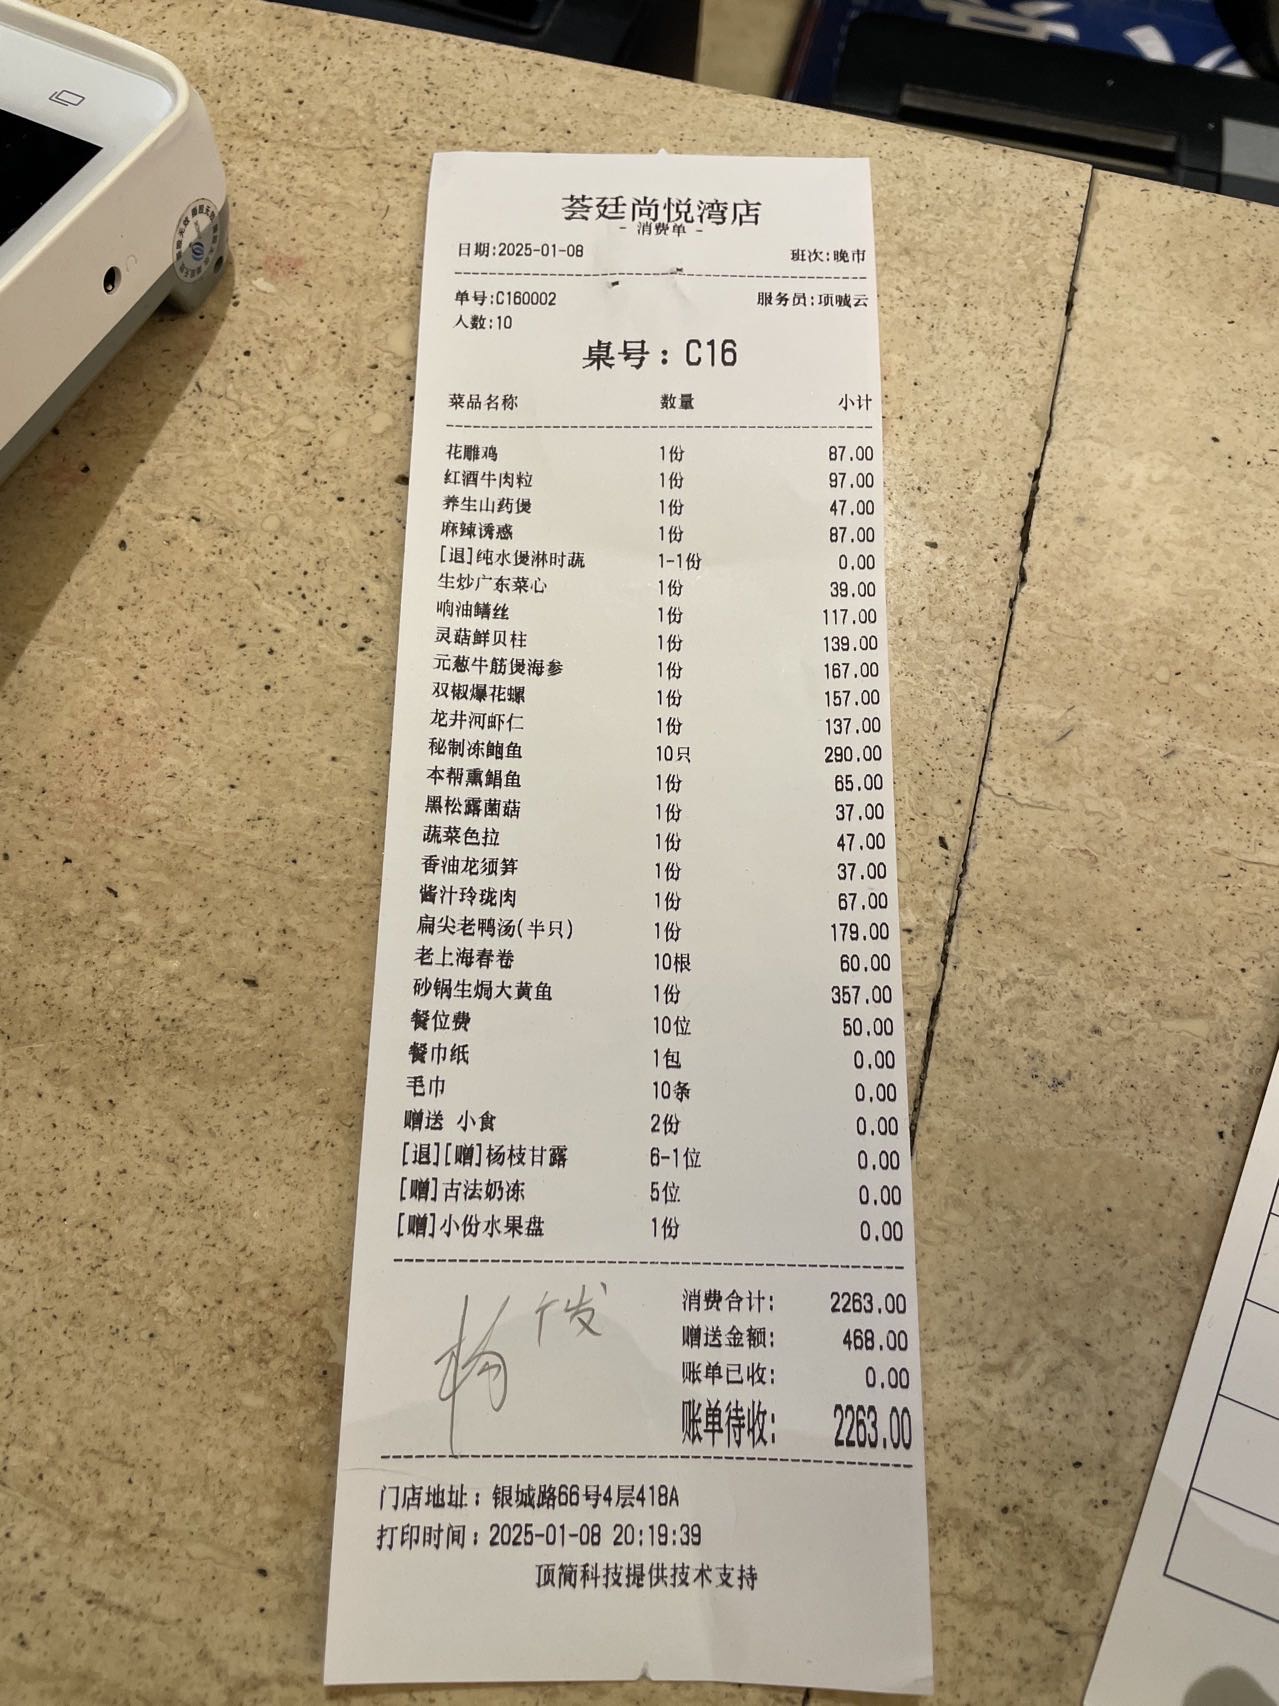 荟廷尚悦湾店
- 消费单 -
日期:2025-01-08 班次:晚市
单号:C160002 服务员:项喊云
人数:10
桌号：C16
菜品名称 数量 小计
花雕鸡 1份 87.00
红酒牛肉粒 1份 97.00
养生山药煲 1份 47.00
麻辣诱惑 1份 87.00
[退]纯水煲淋时蔬 1-1份 0.00
生炒广东菜心 1份 39.00
响油鳝丝 1份 117.00
灵菇鲜贝柱 1份 139.00
元葱牛筋煲海参 1份 167.00
双椒爆花螺 1份 157.00
龙井河虾仁 1份 137.00
秘制冻鲍鱼 10只 290.00
本帮熏鲳鱼 1份 65.00
黑松露菌菇 1份 37.00
蔬菜色拉 1份 47.00
香油龙须笋 1份 37.00
酱汁玲珑肉 1份 67.00
扁尖老鸭汤(半只) 1份 179.00
老上海春卷 10根 60.00
砂锅生焗大黄鱼 1份 357.00
餐位费 10位 50.00
餐巾纸 1包 0.00
毛巾 10条 0.00
赠送 小食 2份 0.00
[退][赠]杨枝甘露 6-1位 0.00
[赠]古法奶冻 5位 0.00
[赠]小份水果盘 1份 0.00
消费合计: 2263.00
赠送金额: 468.00
账单已收: 0.00
账单待收: 2263.00
门店地址：银城路66号4层418A
打印时间：2025-01-08 20:19:39
顶简科技提供技术支持